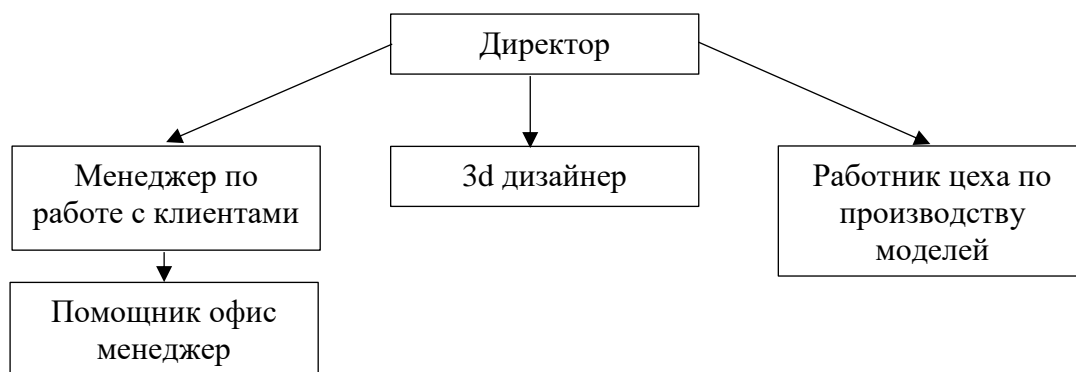 Директор
Менеджер по
работе с клиентами
3d дизайнер
Работник цеха по
производству
моделей
Помощник офис
менеджер